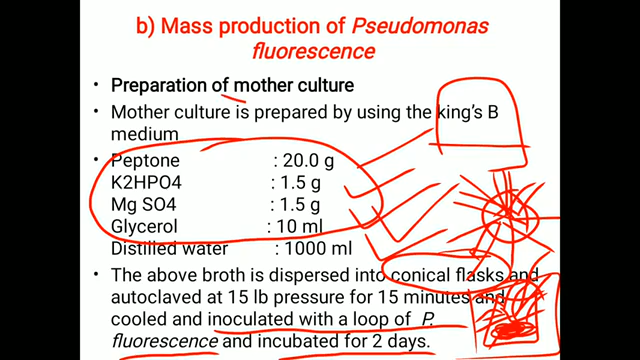 b) Mass production of Pseudomonas
fluorescence
• Preparation of mother culture
• Mother culture is prepared by using the king's B
medium
• Peptone : 20.0 g
K2HPO4 : 1.5 g
Mg SO4 : 1.5 g
Glycerol : 10 ml
Distilled water : 1000 ml
• The above broth is dispersed into conical flasks and
autoclaved at 15 lb pressure for 15 minutes and
cooled and inoculated with a loop of P.
fluorescence and incubated for 2 days.